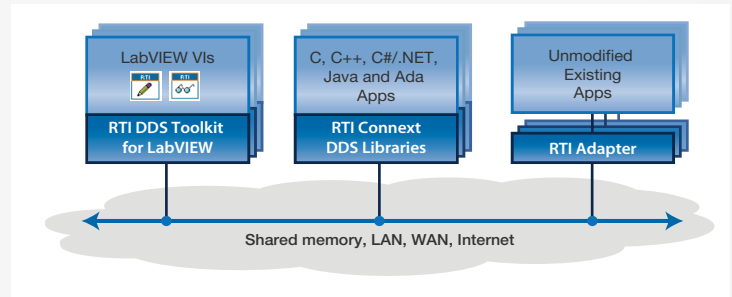 LabVIEW VIs
RTI
RTI
RTI DDS Toolkit
for LabVIEW
C, C++, C#/.NET,
Java and Ada
Apps
RTI Connext
DDS Libraries
Unmodified
Existing
Apps
RTI Adapter
Shared memory, LAN, WAN, Internet